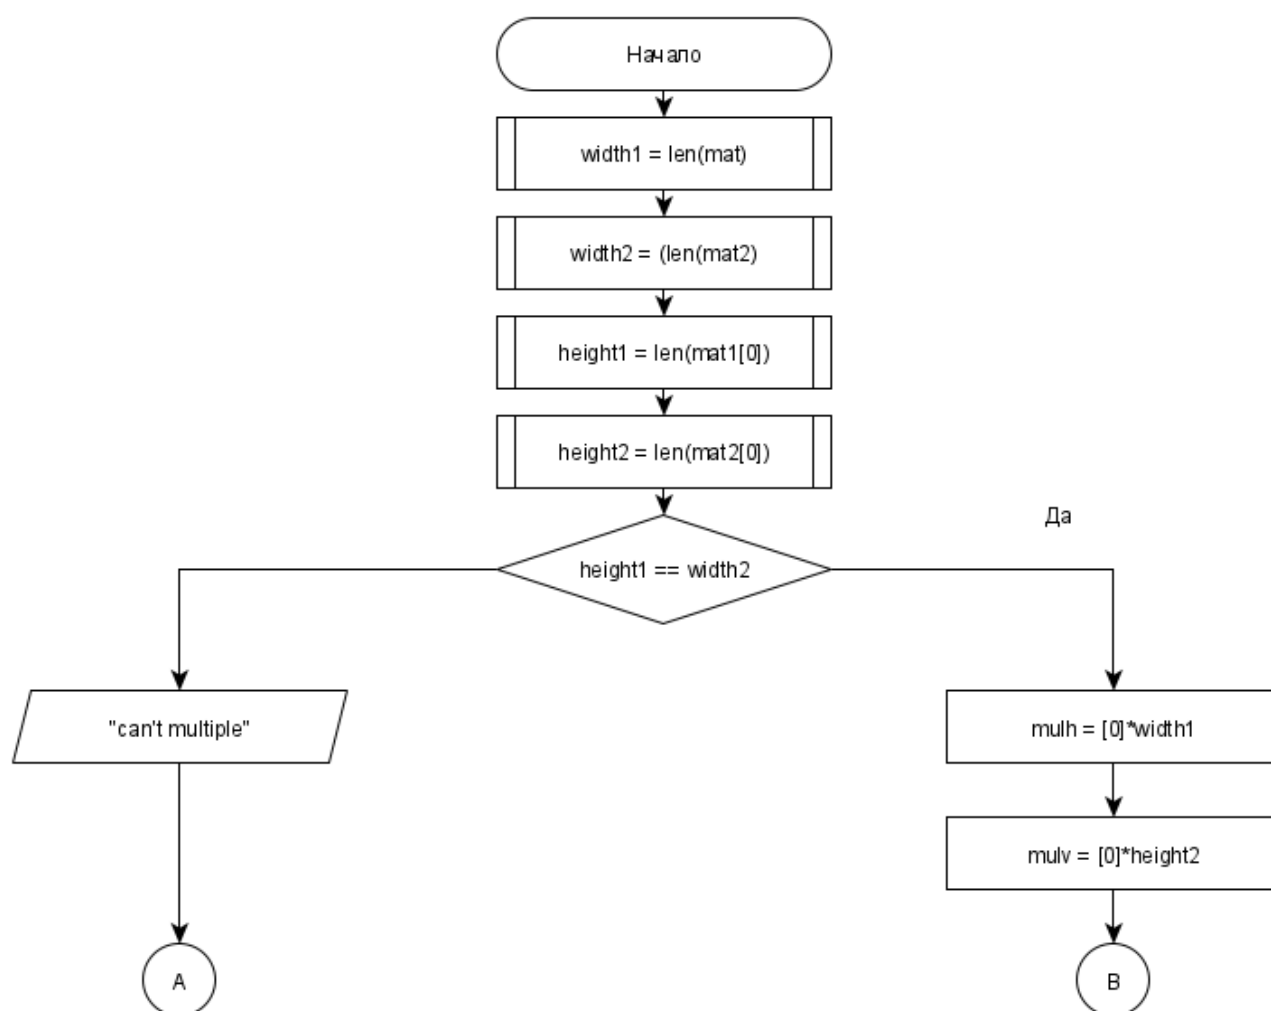 Начало
width1 = len(mat)
width2 = (len(mat2)
height1 = len(mat1[0])
height2 = len(mat2[0])
Да
height1 == width2
"can't multiple"
mulh = [0]*width1
mulv = [0]*height2
A
B